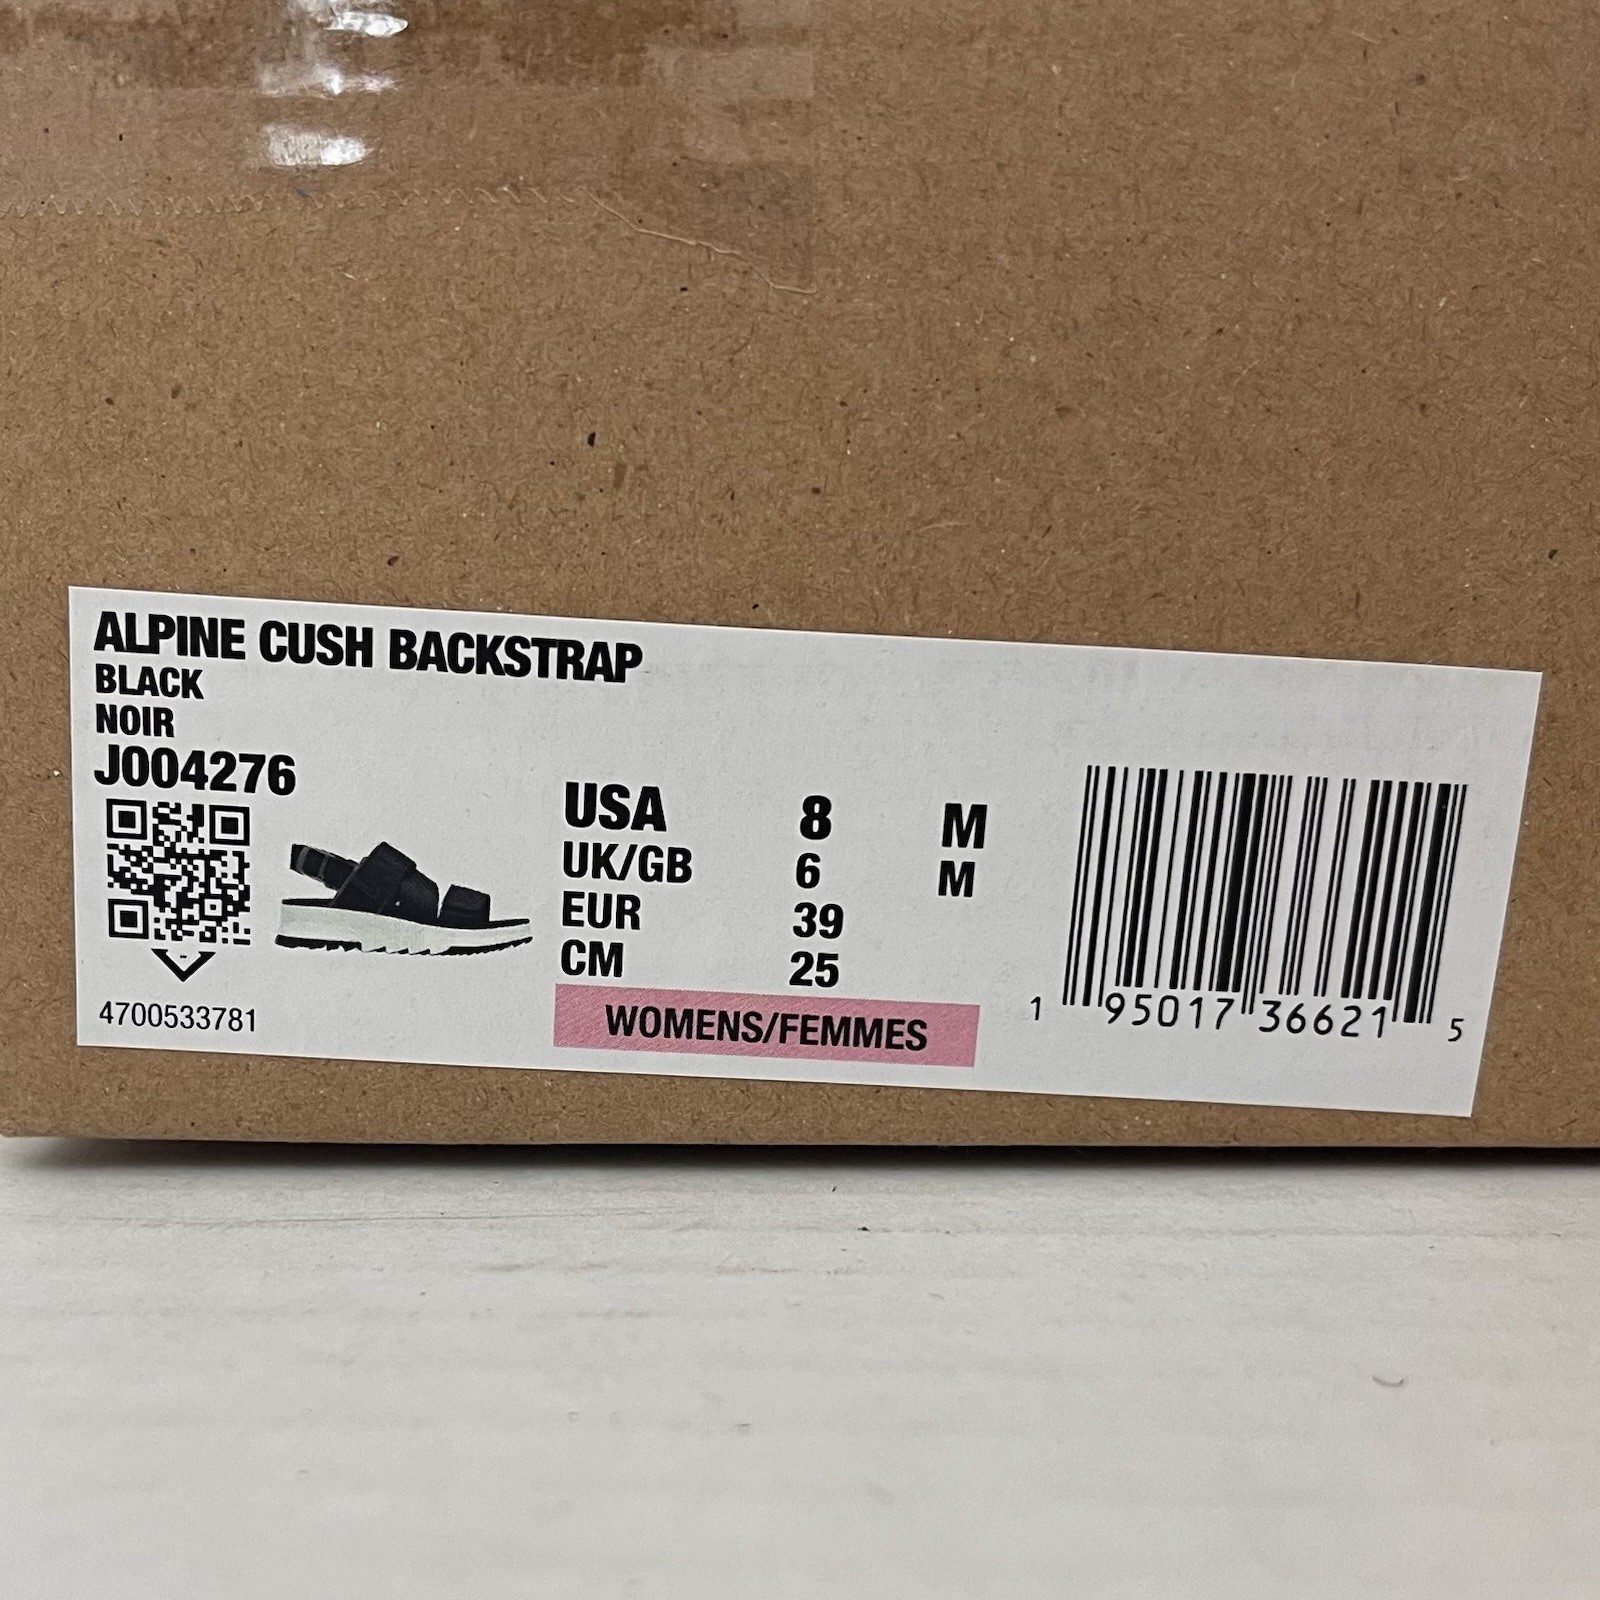 ALPINE CUSH BACKSTRAP
BLACK
NOIR
J004276
USA 8 M
UK/GB 6 M
EUR 39
CM 25
WOMENS/FEMMES
4700533781
1 95017 36621 5